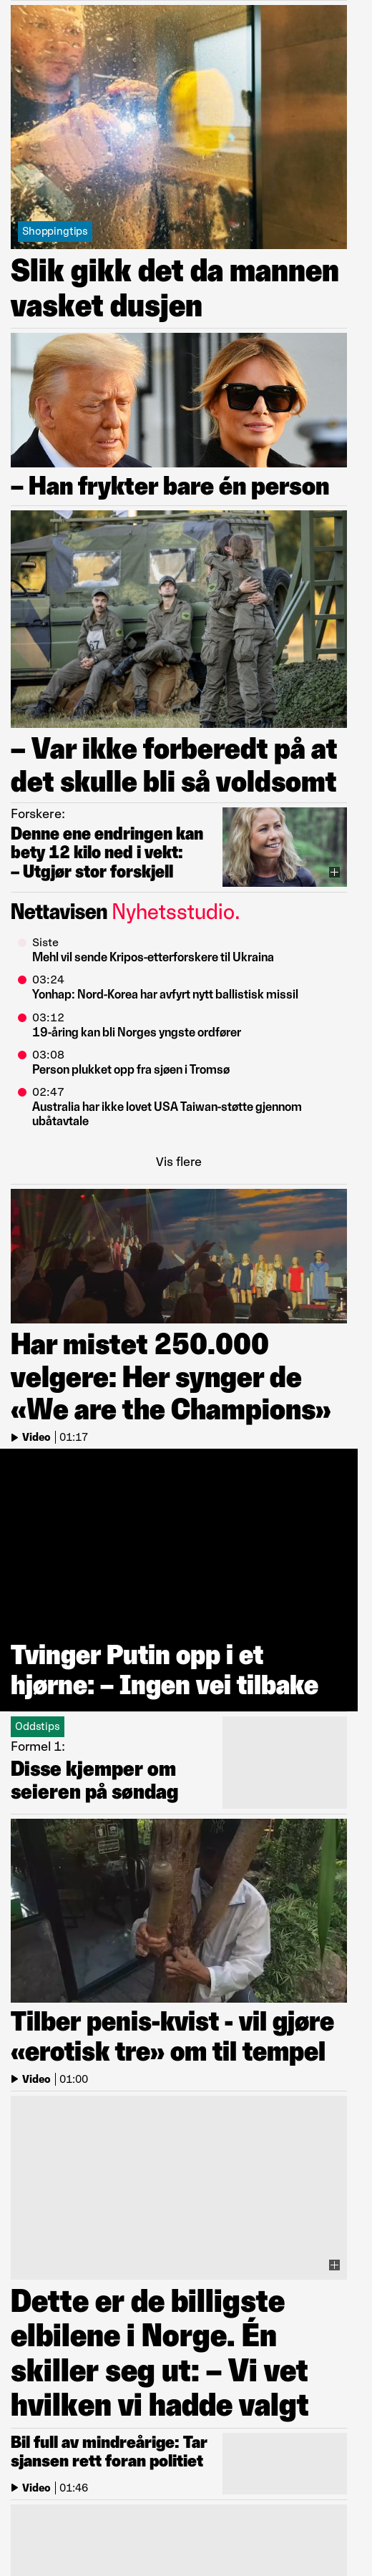 Shoppingtips
Slik gikk det da mannen
vasket dusjen
– Han frykter bare én person
– Var ikke forberedt på at
det skulle bli så voldsomt
Forskere:
Denne ene endringen kan
bety 12 kilo ned i vekt:
– Utgjør stor forskjell
Nettavisen Nyhetsstudio.
Siste
Mehl vil sende Kripos-etterforskere til Ukraina
03:24
Yonhap: Nord-Korea har avfyrt nytt ballistisk missil
03:12
19-åring kan bli Norges yngste ordfører
03:08
Person plukket opp fra sjøen i Tromsø
02:47
Australia har ikke lovet USA Taiwan-støtte gjennom
ubåtavtale
Vis flere
Har mistet 250.000
velgere: Her synger de
«We are the Champions»
Video | 01:17
Tvinger Putin opp i et
hjørne: – Ingen vei tilbake
Oddstips
Formel 1:
Disse kjemper om
seieren på søndag
Tilber penis-kvist - vil gjøre
«erotisk tre» om til tempel
Video | 01:00
Dette er de billigste
elbilene i Norge. Én
skiller seg ut: – Vi vet
hvilken vi hadde valgt
Bil full av mindreårige: Tar
sjansen rett foran politiet
Video | 01:46